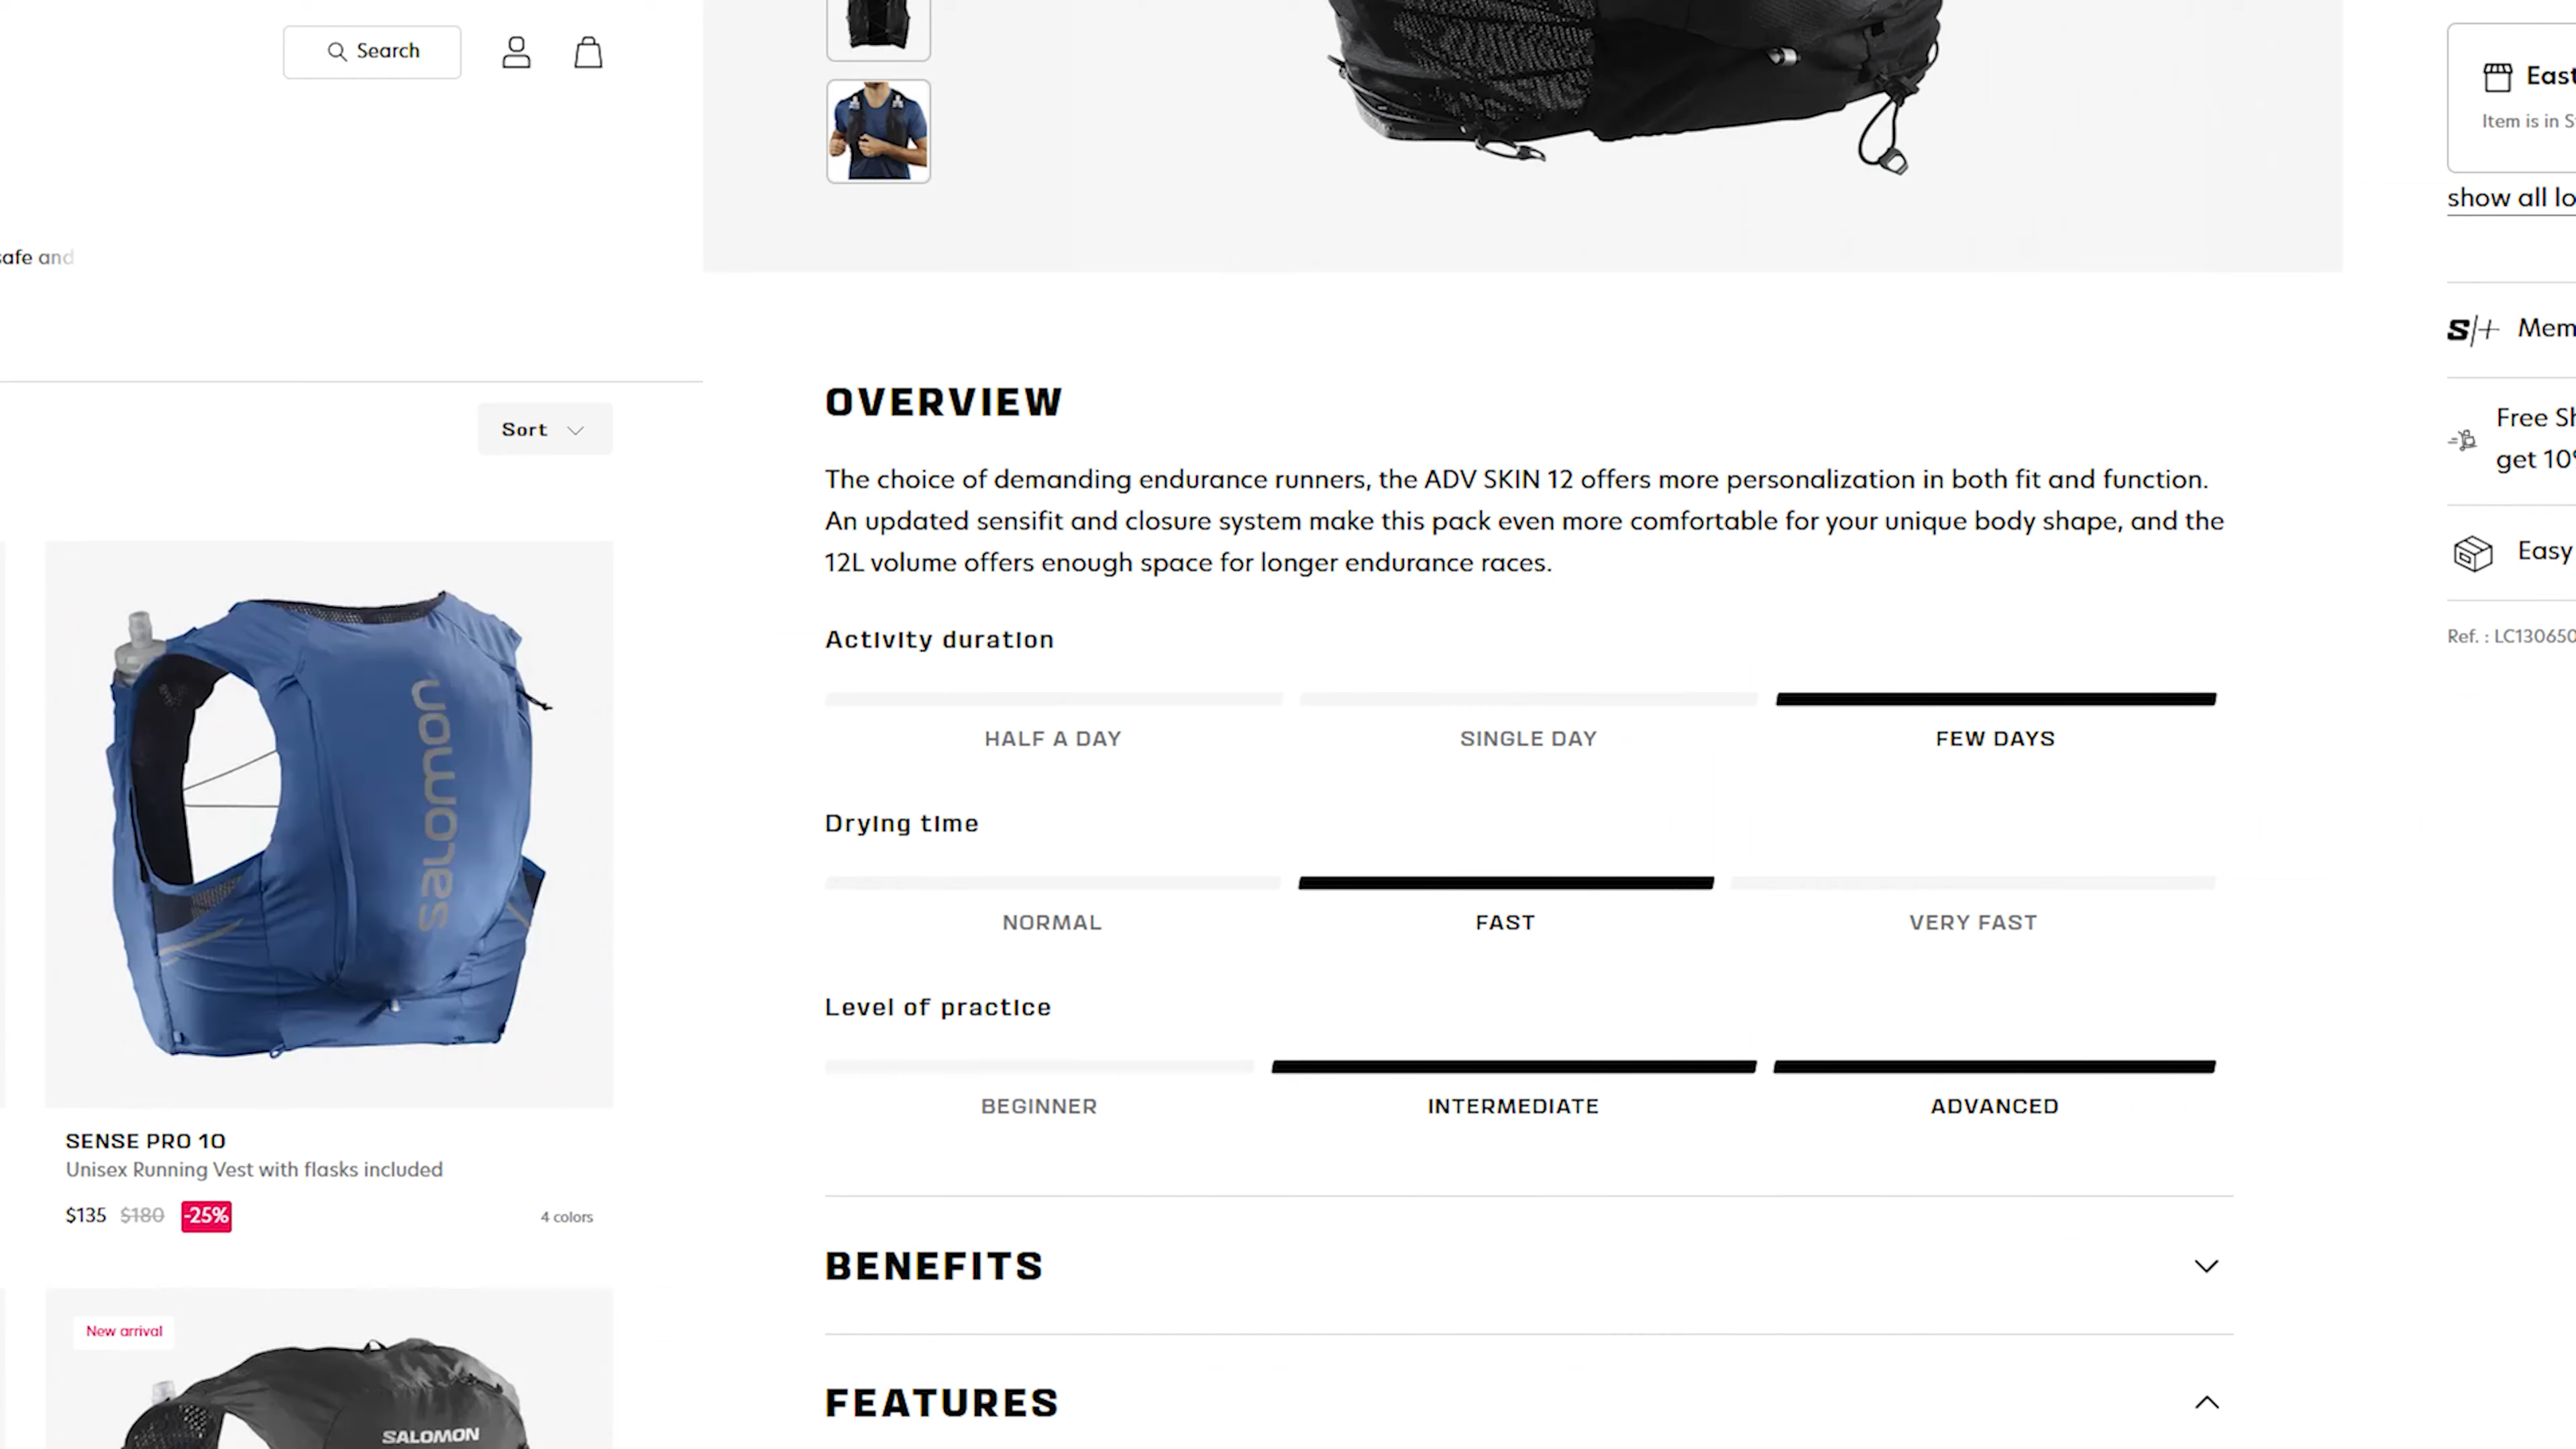 Search
safe and
Sort
salomon
SENSE PRO 10
Unisex Running Vest with flasks included
$135 $180 -25%
4 colors
New arrival
SALOMON
OVERVIEW
The choice of demanding endurance runners, the ADV SKIN 12 offers more personalization in both fit and function.
An updated sensifit and closure system make this pack even more comfortable for your unique body shape, and the
12L volume offers enough space for longer endurance races.
Activity duration
HALF A DAY
SINGLE DAY
FEW DAYS
Drying time
NORMAL
FAST
VERY FAST
Level of practice
BEGINNER
INTERMEDIATE
ADVANCED
BENEFITS
FEATURES
East
Item is in S
show all lo
S/+ Mem
Free Sh
get 10%
Easy
Ref. : LC130650